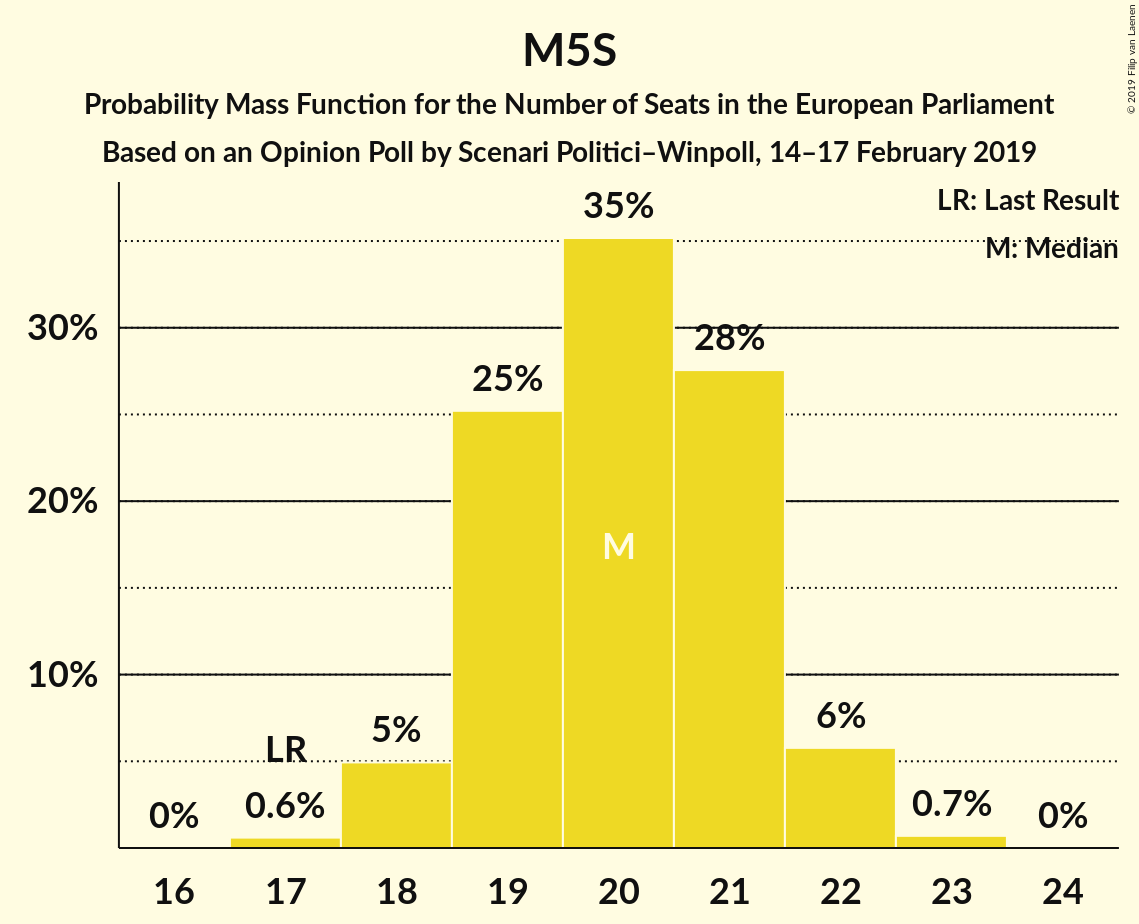 M5S
Probability Mass Function for the Number of Seats in the European Parliament
Based on an Opinion Poll by Scenari Politici–Winpoll, 14–17 February 2019
© 2019 Filip van Laenen
LR: Last Result
M: Median
35%
30%
28%
25%
20%
M
10%
LR
5%
6%
0%
0.6%
0.7%
0%
16 17 18 19 20 21 22 23 24